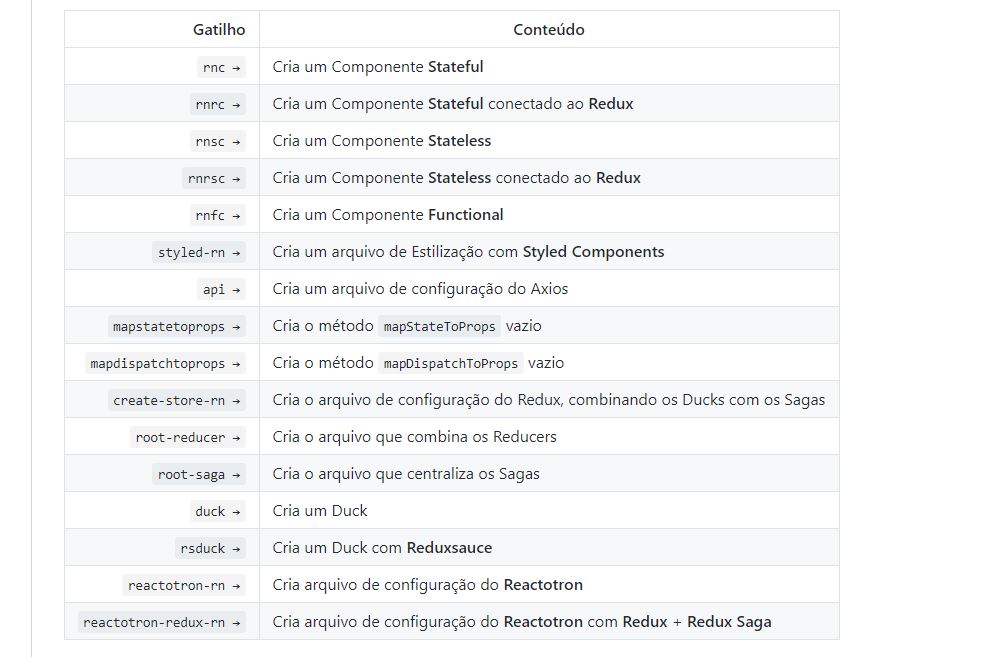 Gatilho Conteúdo
rnc → Cria um Componente Stateful
rnrc → Cria um Componente Stateful conectado ao Redux
rnsc → Cria um Componente Stateless
rnrsc → Cria um Componente Stateless conectado ao Redux
rnfc → Cria um Componente Functional
styled-rn → Cria um arquivo de Estilização com Styled Components
api → Cria um arquivo de configuração do Axios
mapstatetoprops → Cria o método mapStateToProps vazio
mapdispatchtoprops → Cria o método mapDispatchToProps vazio
create-store-rn → Cria o arquivo de configuração do Redux, combinando os Ducks com os Sagas
root-reducer → Cria o arquivo que combina os Reducers
root-saga → Cria o arquivo que centraliza os Sagas
duck → Cria um Duck
rsduck → Cria um Duck com Reduxsauce
reactotron-rn → Cria arquivo de configuração do Reactotron
reactotron-redux-rn → Cria arquivo de configuração do Reactotron com Redux + Redux Saga